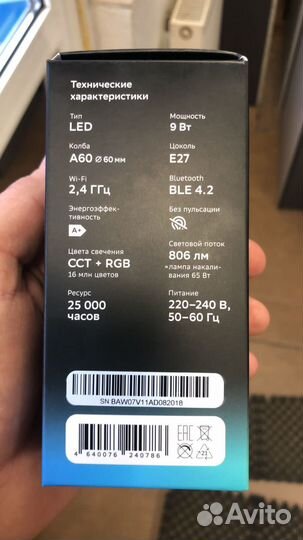 Технические
характеристики
Тип
LED
Мощность
9 Вт
Колба
A60 ⌀ 60 мм
Цоколь
E27
Wi-Fi
2,4 ГГц
Bluetooth
BLE 4.2
Энергоэффек-
тивность
A+
Без пульсации
Цвета свечения
CCT + RGB
16 млн цветов
Световой поток
806 лм
*лампа накали-
вания 65 Вт
Ресурс
25 000
часов
Питание
220–240 В,
50–60 Гц
SN:BAW07V11AD082018
4 640076 240786
EAC
Avito